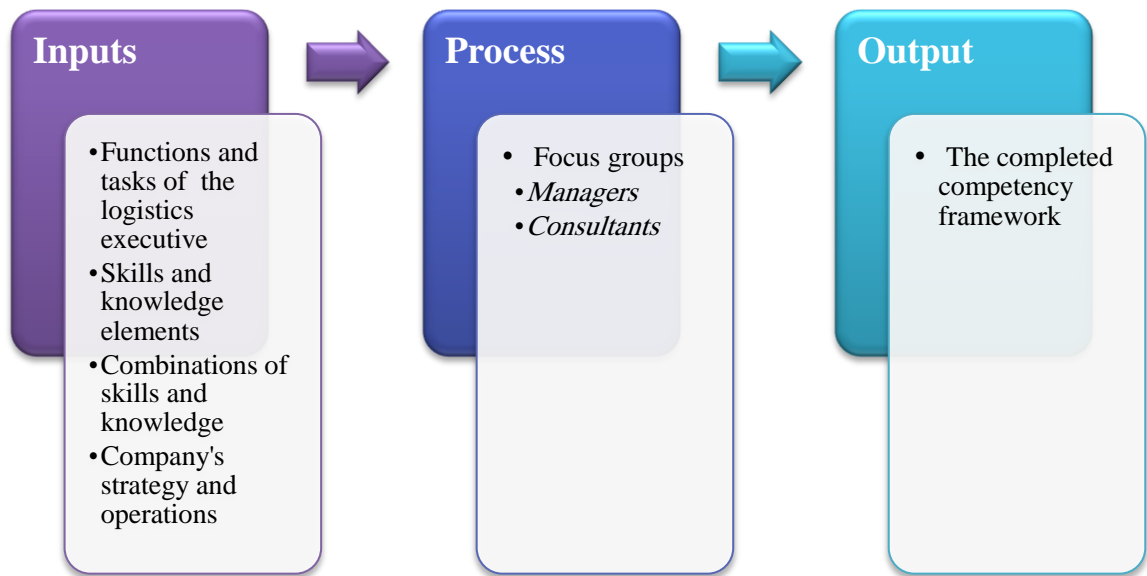 Inputs
•Functions and
tasks of the
logistics
executive
•Skills and
knowledge
elements
•Combinations of
skills and
knowledge
•Company's
strategy and
operations
Process
• Focus groups
•Managers
•Consultants
Output
• The completed
competency
framework